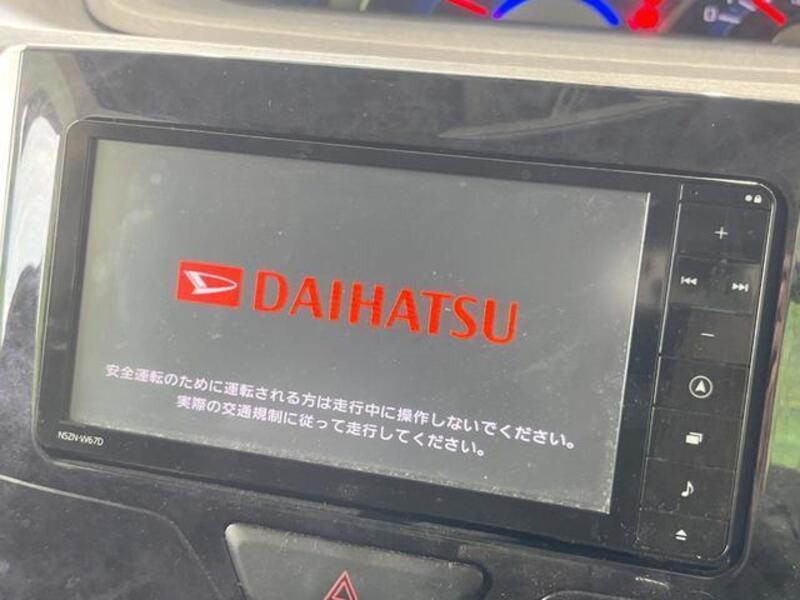 DAIHATSU
安全運転のために運転される方は走行中に操作しないでください。
実際の交通規制に従って走行してください。
NSZN-W67D